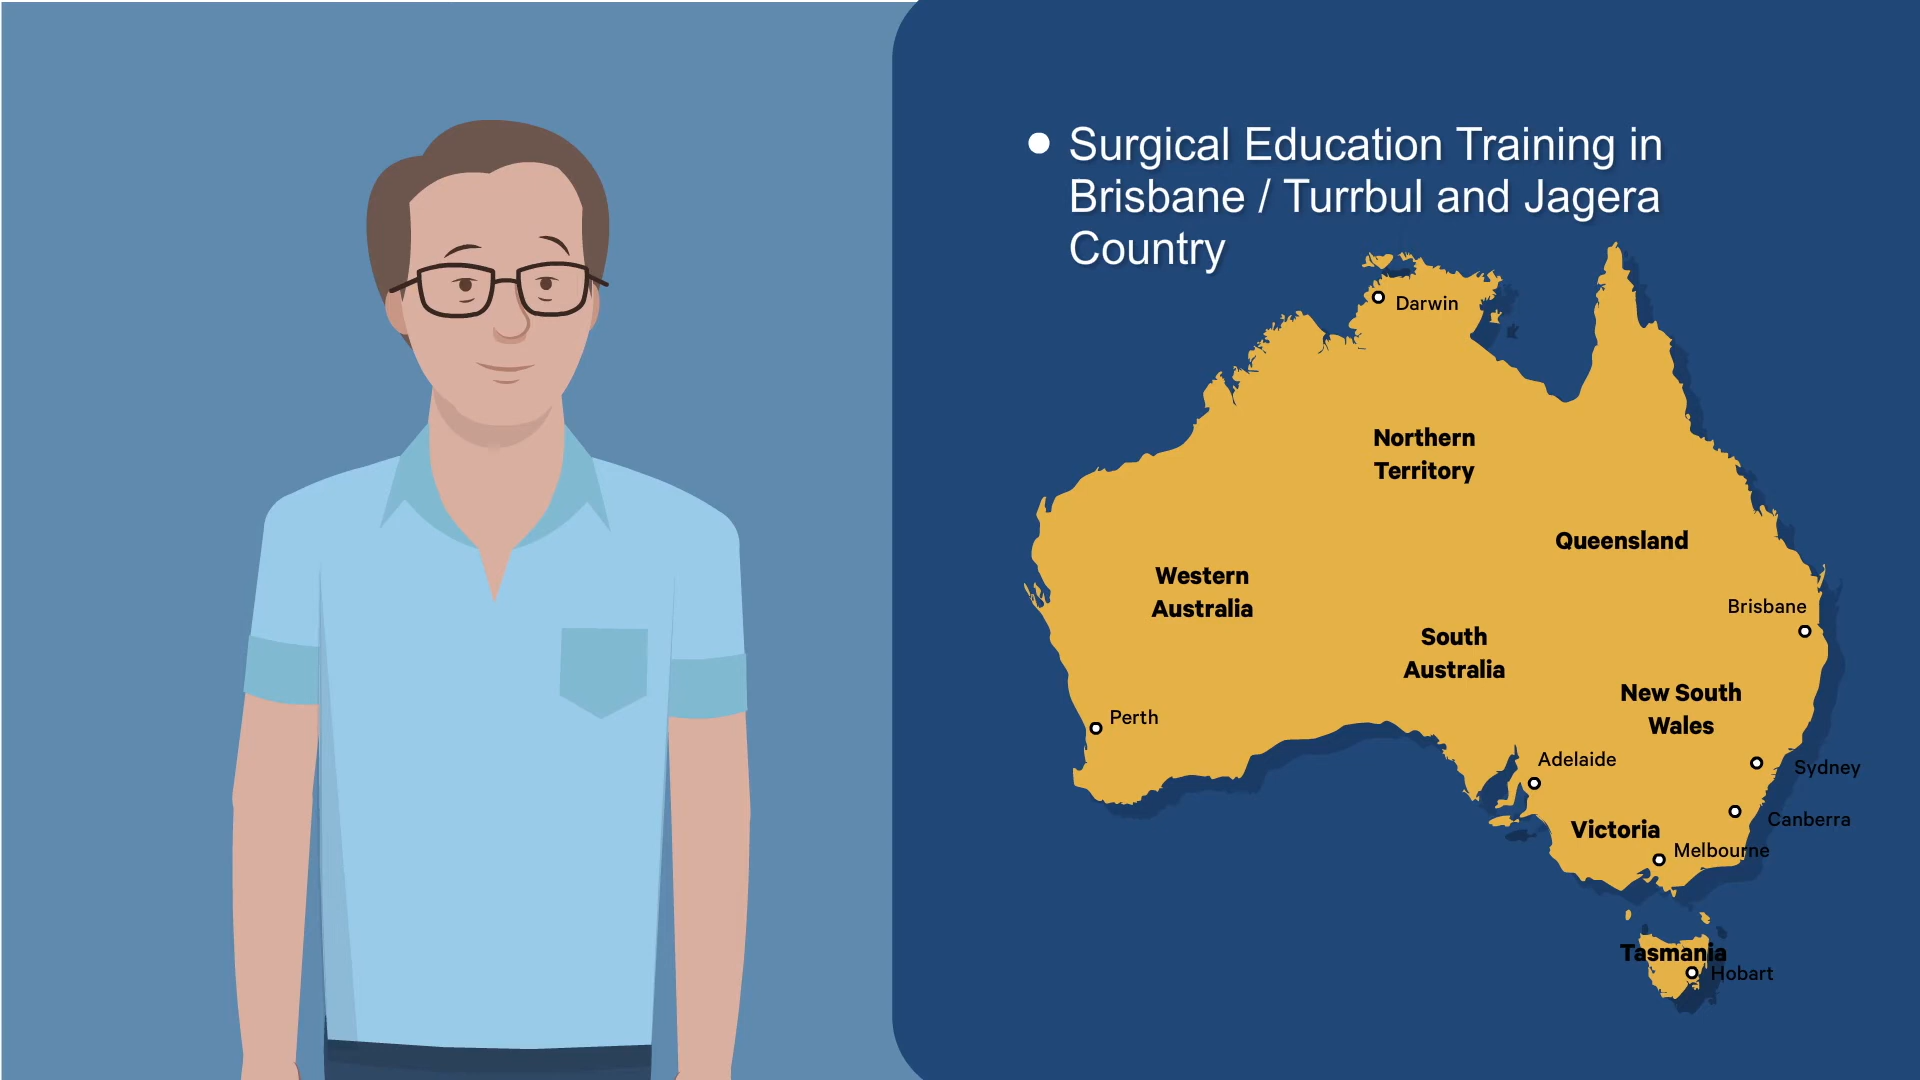 Surgical Education Training in
Brisbane / Turrbul and Jagera
Country
Darwin
Northern
Territory
Queensland
Western
Australia
Brisbane
South
Australia
New South
Wales
Perth
Adelaide
Sydney
Canberra
Victoria
Melbourne
Tasmania
Hobart